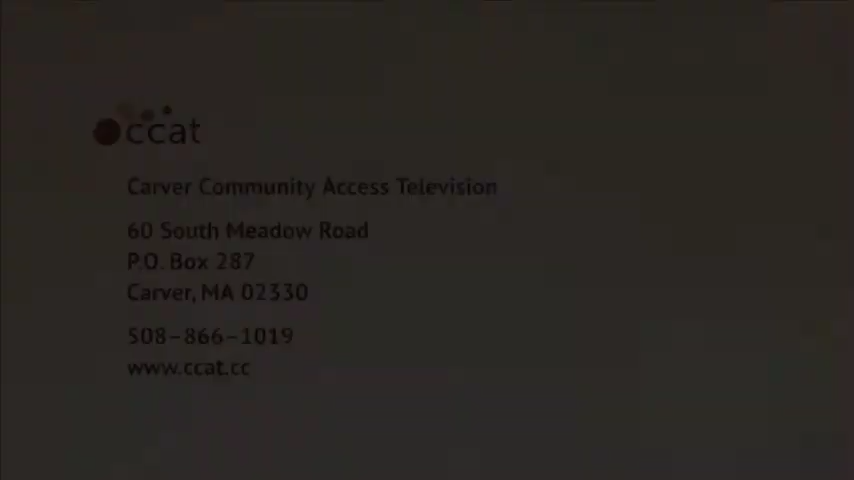 ccat
Carver Community Access Television
60 South Meadow Road
P.O. Box 287
Carver, MA 02330
508-866-1019
www.ccat.cc